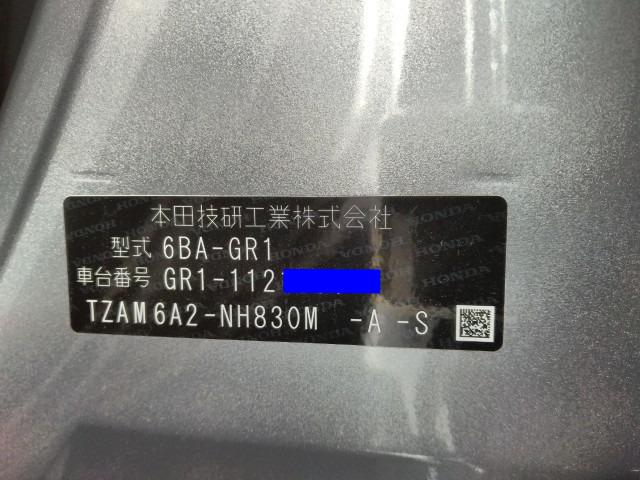 本田技研工業株式会社
型式 6BA-GR1
車台番号 GR1-112
TZAM6A2-NH830M -A -S